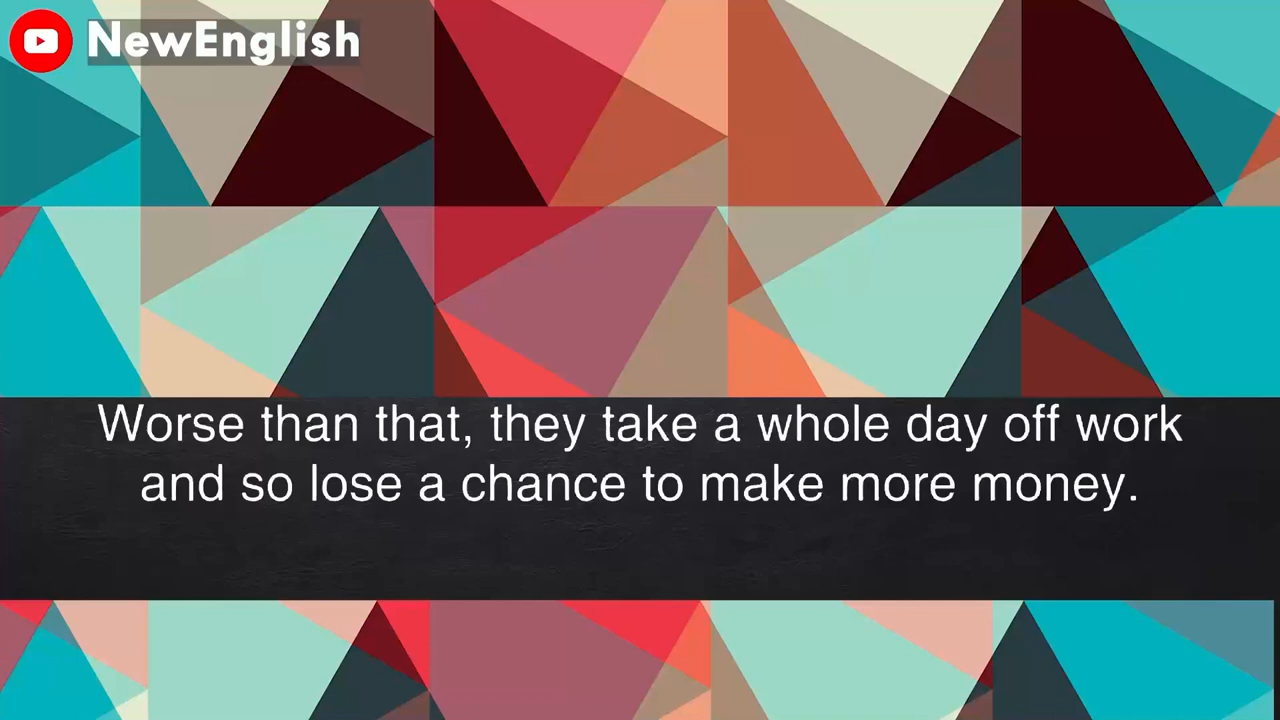 NewEnglish
Worse than that, they take a whole day off work
and so lose a chance to make more money.